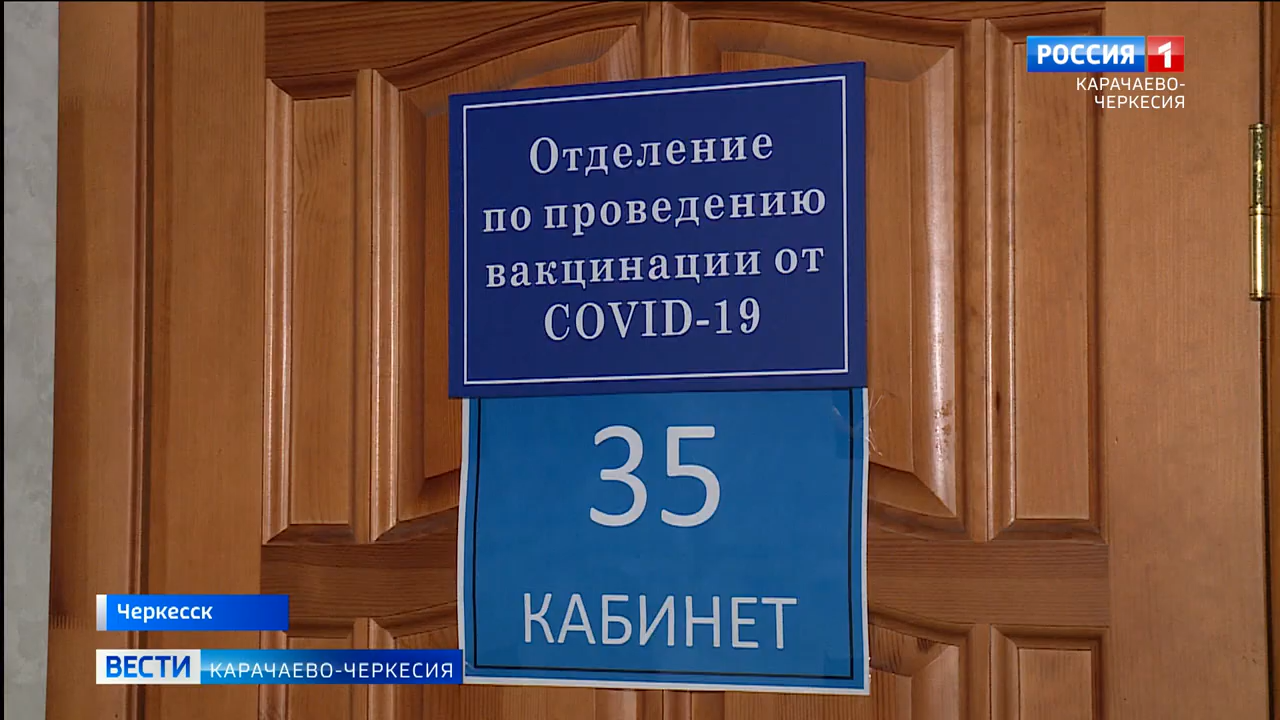 РОССИЯ 1
КАРАЧАЕВО-
ЧЕРКЕСИЯ
Отделение
по проведению
вакцинации от
COVID-19
35
КАБИНЕТ
Черкесск
ВЕСТИ КАРАЧАЕВО-ЧЕРКЕСИЯ